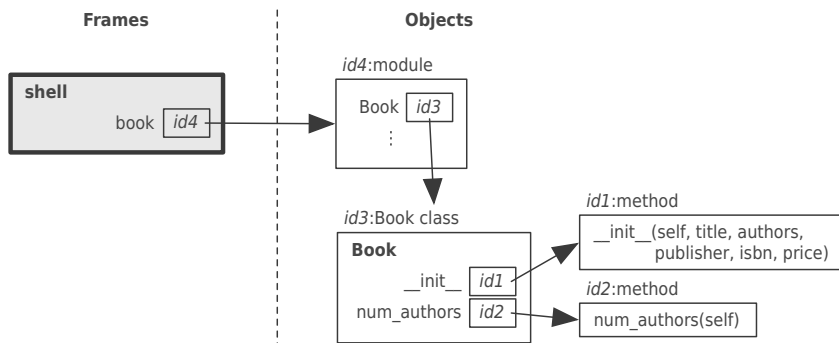 Frames
Objects
shell
book id4
id4:module
Book id3
⋮
id3:Book class
Book
__init__ id1
num_authors id2
id1:method
__init__(self, title, authors,
publisher, isbn, price)
id2:method
num_authors(self)